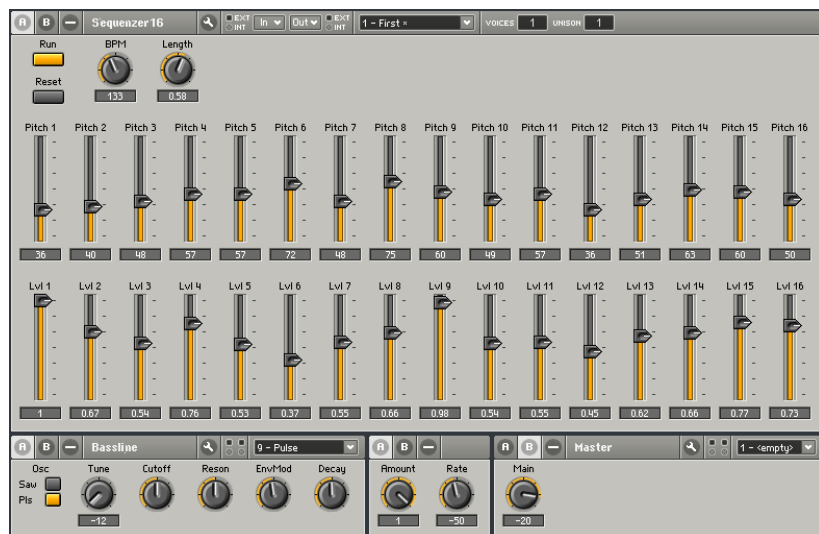 A B Sequenzer16 EXT INT In Out EXT INT 1 - First * VOICES 1 UNISON 1
Run BPM Length
Reset
133 0.58
Pitch 1 Pitch 2 Pitch 3 Pitch 4 Pitch 5 Pitch 6 Pitch 7 Pitch 8 Pitch 9 Pitch 10 Pitch 11 Pitch 12 Pitch 13 Pitch 14 Pitch 15 Pitch 16
36 40 48 57 57 72 48 75 60 49 57 36 51 63 60 50
Lvl 1 Lvl 2 Lvl 3 Lvl 4 Lvl 5 Lvl 6 Lvl 7 Lvl 8 Lvl 9 Lvl 10 Lvl 11 Lvl 12 Lvl 13 Lvl 14 Lvl 15 Lvl 16
1 0.67 0.54 0.76 0.53 0.37 0.55 0.66 0.98 0.54 0.55 0.45 0.62 0.66 0.77 0.73
A B Bassline 9 - Pulse A B A B Master 1 - <empty>
Osc Tune Cutoff Reson EnvMod Decay Amount Rate Main
Saw
Pls
-12 1 -50 -20